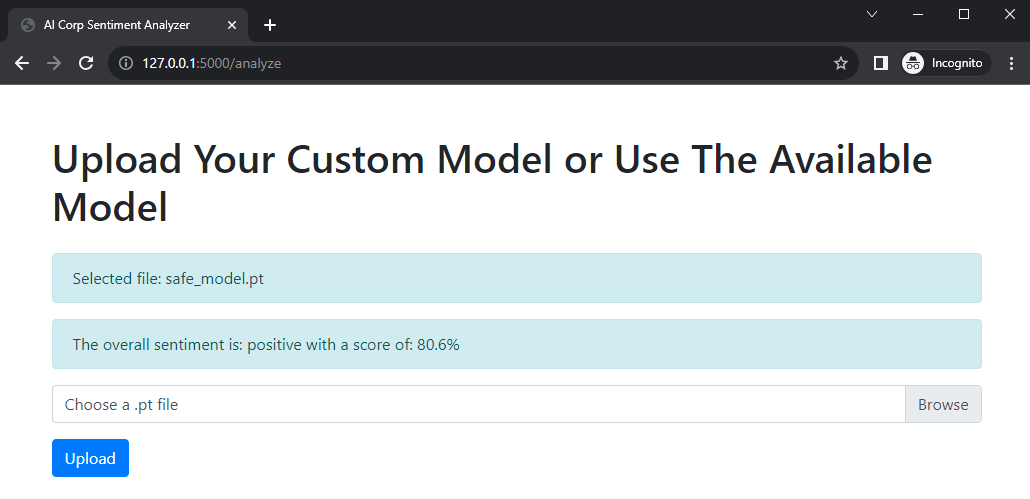 AI Corp Sentiment Analyzer
127.0.0.1:5000/analyze
Incognito
Upload Your Custom Model or Use The Available
Model
Selected file: safe_model.pt
The overall sentiment is: positive with a score of: 80.6%
Choose a .pt file
Browse
Upload